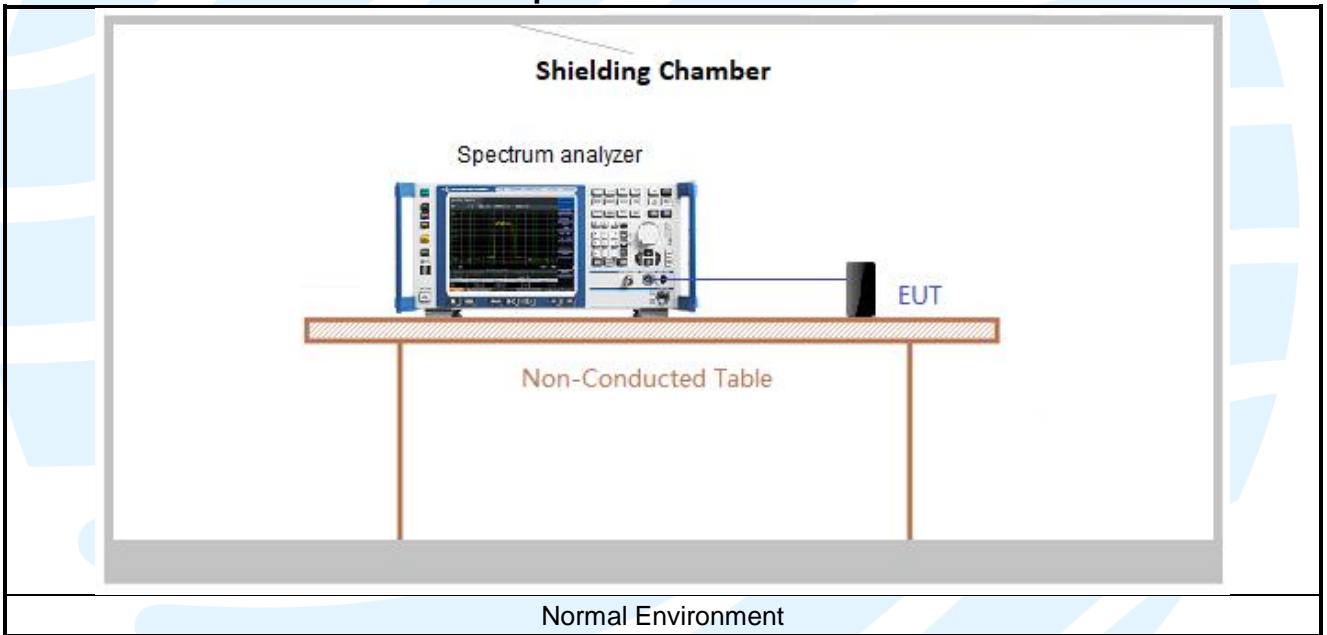 Shielding Chamber
Spectrum analyzer
EUT
Non-Conducted Table
Normal Environment